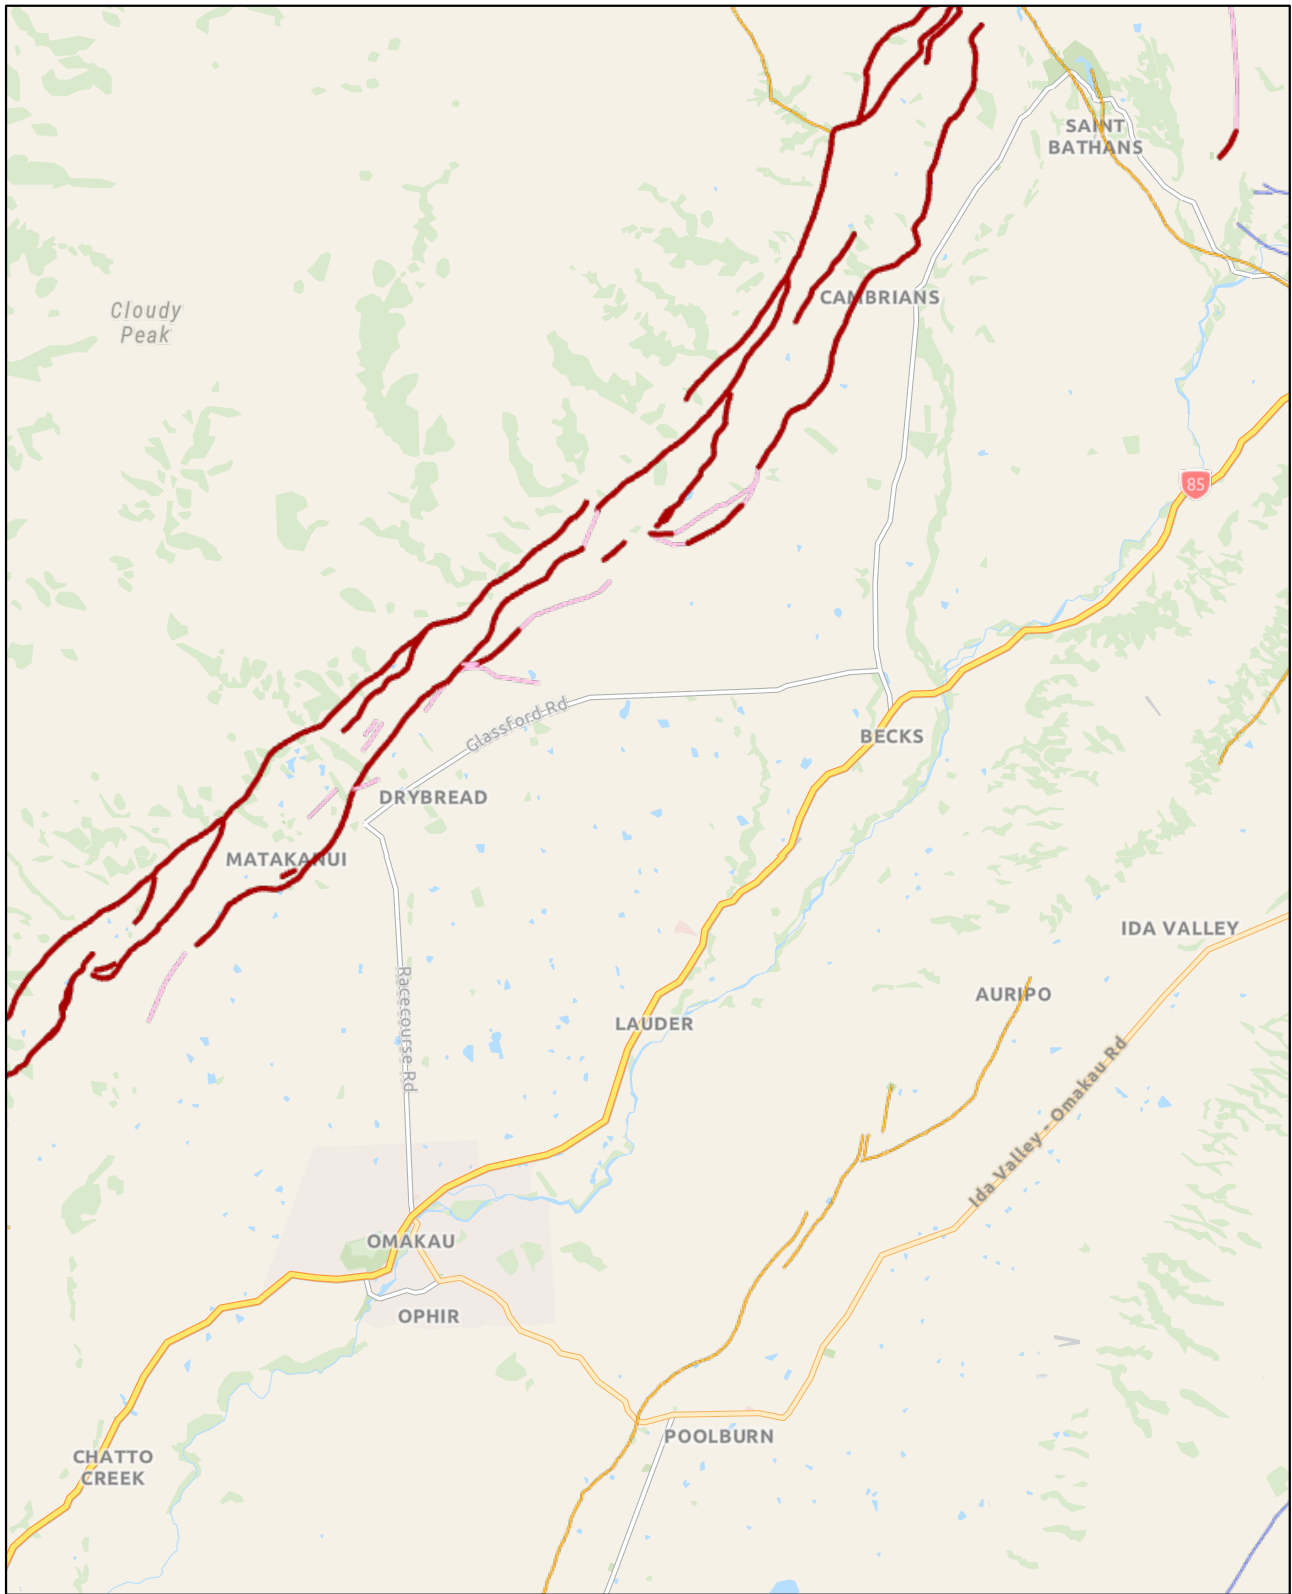 SAINT
BATHANS
CAMBRIANS
Cloudy
Peak
85
Glassford Rd
BECKS
DRYBREAD
MATAKANUI
IDA VALLEY
AURIPO
LAUDER
Racecourse Rd
Ida Valley - Omakau Rd
OMAKAU
OPHIR
POOLBURN
CHATTO
CREEK